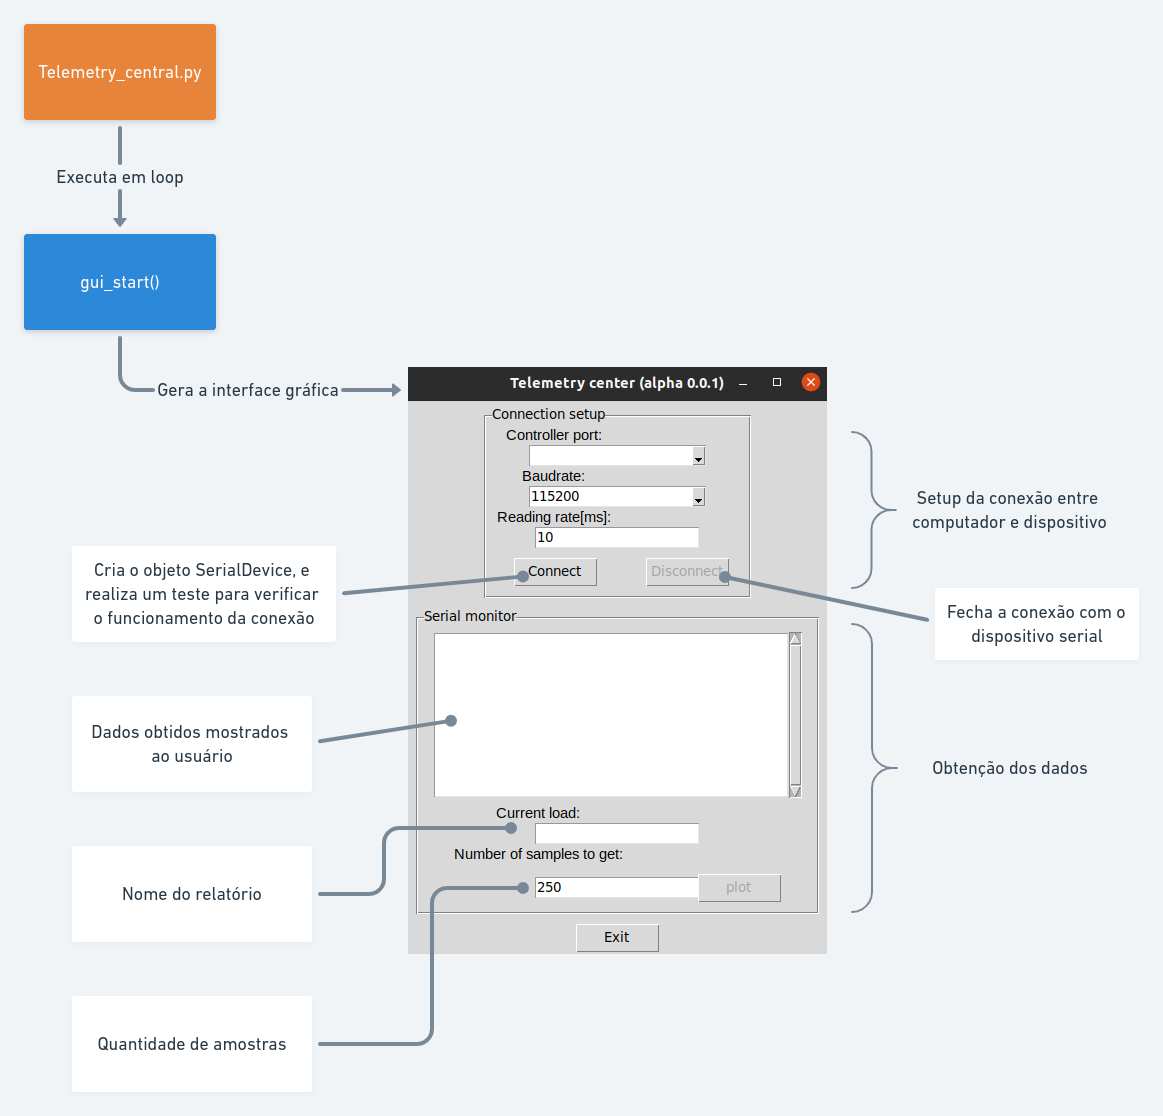 Telemetry_central.py
Executa em loop
gui_start()
Gera a interface gráfica
Telemetry center (alpha 0.0.1)
Connection setup
Controller port:
Baudrate:
115200
Reading rate[ms]:
10
Connect
Disconnect
Setup da conexão entre
computador e dispositivo
Cria o objeto SerialDevice, e
realiza um teste para verificar
o funcionamento da conexão
Fecha a conexão com o
dispositivo serial
Serial monitor
Dados obtidos mostrados
ao usuário
Obtenção dos dados
Current load:
Number of samples to get:
250
plot
Nome do relatório
Exit
Quantidade de amostras